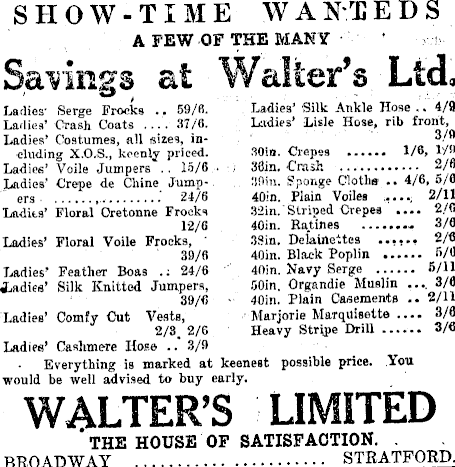 SHOW-TIME WANTEDS
A FEW OF THE MANY
Savings at Walter's Ltd.
Ladies' Serge Frocks .. 59/6.
Ladies' Crash Coats .... 37/6.
Ladies' Costumes, all sizes, in-
cluding X.O.S., keenly priced.
Ladies' Voile Jumpers .. 15/6
Ladies' Crepe de Chine Jump-
ers .............. 24/6
Ladies' Floral Cretonne Frocks
12/6
Ladies' Floral Voile Frocks,
39/6
Ladies' Feather Boas .. 24/6
Ladies' Silk Knitted Jumpers,
39/6
Ladies' Comfy Cut Vests,
2/3, 2/6
Ladies' Cashmere Hose .. 3/9
Ladies' Silk Ankle Hose .. 4/9
Ladies' Lisle Hose, rib front,
3/9
30in. Crepes ...... 1/6, 1/9
36in. Crash ........ 2/6
39in. Sponge Cloths .. 4/6, 5/6
40in. Plain Voiles .... 2/11
32in. Striped Crepes .... 2/6
40in. Ratines ........ 3/6
38in. Delainettes ...... 2/6
40in. Black Poplin ...... 5/6
40in. Navy Serge ...... 5/11
50in. Organdie Muslin ... 3/6
40in. Plain Casements .. 2/11
Marjorie Marquisette .... 3/6
Heavy Stripe Drill ...... 3/6
Everything is marked at keenest possible price. You
would be well advised to buy early.
WALTER'S LIMITED
THE HOUSE OF SATISFACTION.
BROADWAY .................. STRATFORD.